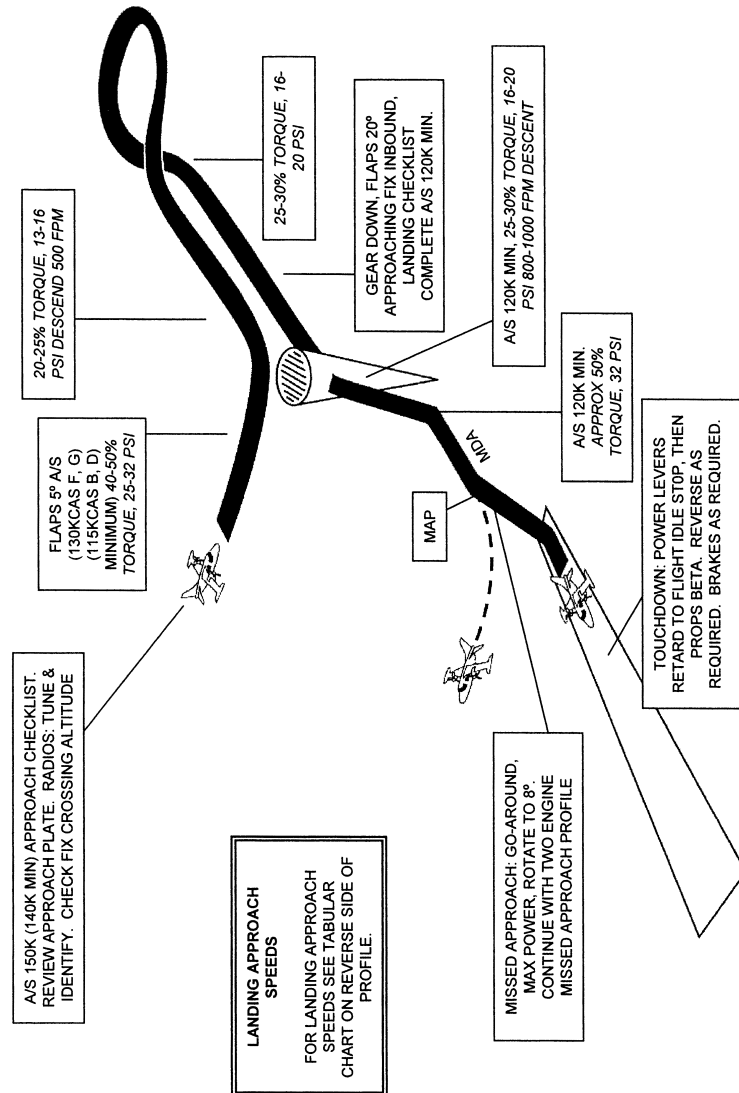 A/S 150K (140K MIN) APPROACH CHECKLIST.
REVIEW APPROACH PLATE. RADIOS: TUNE &
IDENTIFY. CHECK FIX CROSSING ALTITUDE
FLAPS 5º A/S
(130KCAS F, G)
(115KCAS B, D)
MINIMUM) 40-50%
TORQUE, 25-32 PSI
20-25% TORQUE, 13-16
PSI DESCEND 500 FPM
25-30% TORQUE, 16-
20 PSI
GEAR DOWN, FLAPS 20º
APPROACHING FIX INBOUND,
LANDING CHECKLIST
COMPLETE A/S 120K MIN.
A/S 120K MIN, 25-30% TORQUE, 16-20
PSI 800-1000 FPM DESCENT
A/S 120K MIN.
APPROX 50%
TORQUE, 32 PSI
MDA
MAP
LANDING APPROACH
SPEEDS
FOR LANDING APPROACH
SPEEDS SEE TABULAR
CHART ON REVERSE SIDE OF
PROFILE.
MISSED APPROACH: GO-AROUND,
MAX POWER, ROTATE TO 8º.
CONTINUE WITH TWO ENGINE
MISSED APPROACH PROFILE
TOUCHDOWN: POWER LEVERS
RETARD TO FLIGHT IDLE STOP, THEN
PROPS BETA. REVERSE AS
REQUIRED. BRAKES AS REQUIRED.